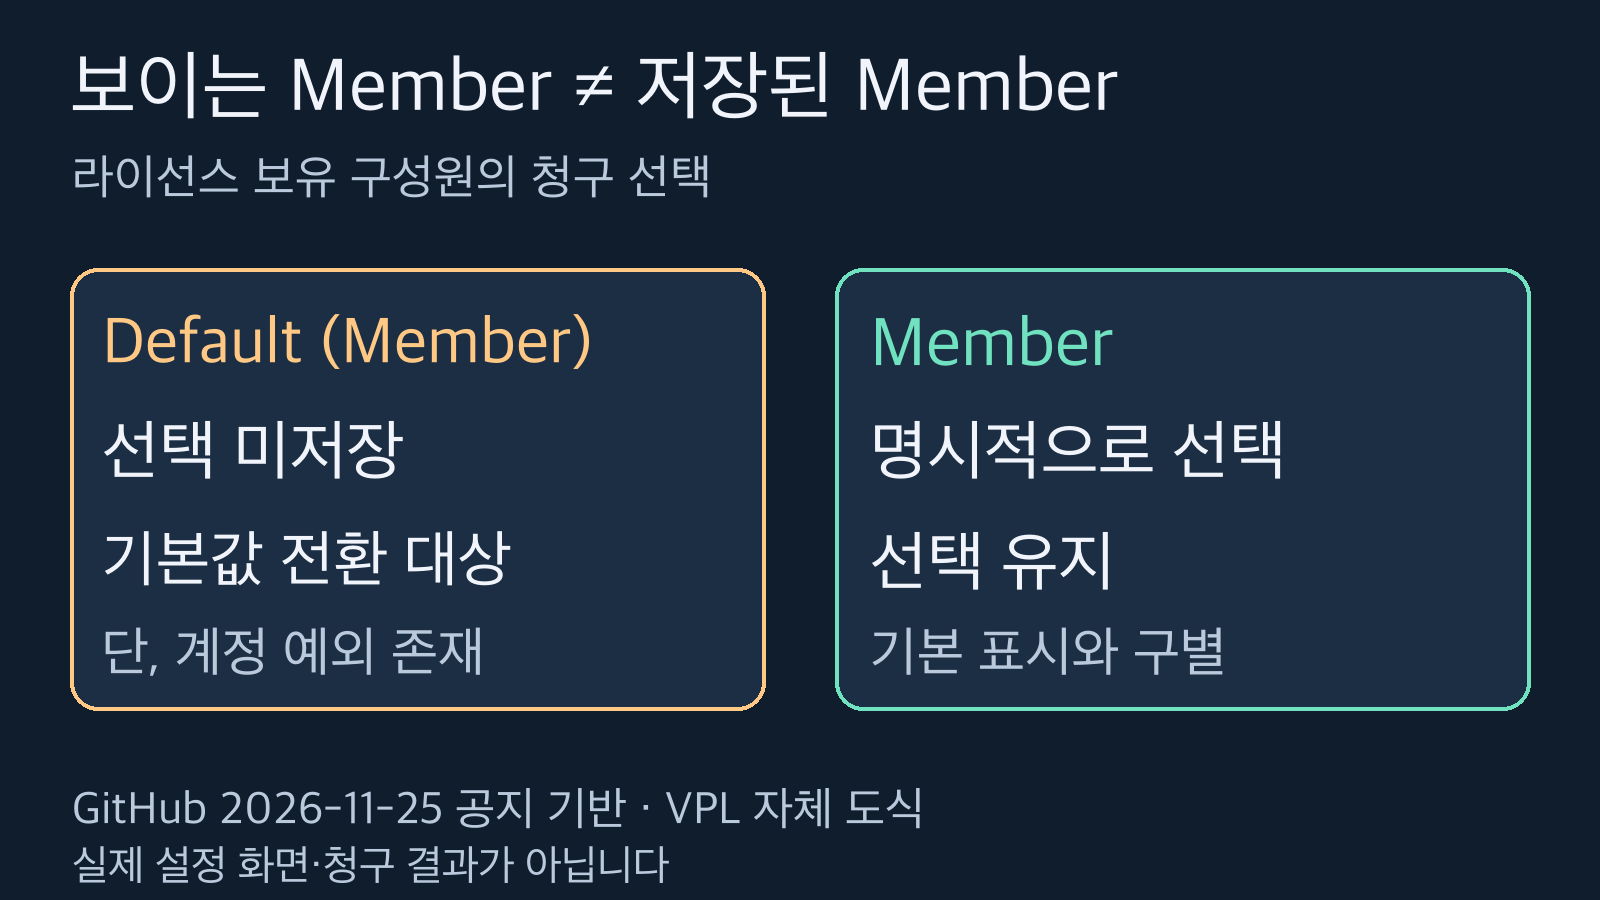 보이는 Member ≠ 저장된 Member
라이선스 보유 구성원의 청구 선택
Default (Member)
선택 미저장
기본값 전환 대상
단, 계정 예외 존재
Member
명시적으로 선택
선택 유지
기본 표시와 구별
GitHub 2026-11-25 공지 기반 · VPL 자체 도식
실제 설정 화면·청구 결과가 아닙니다